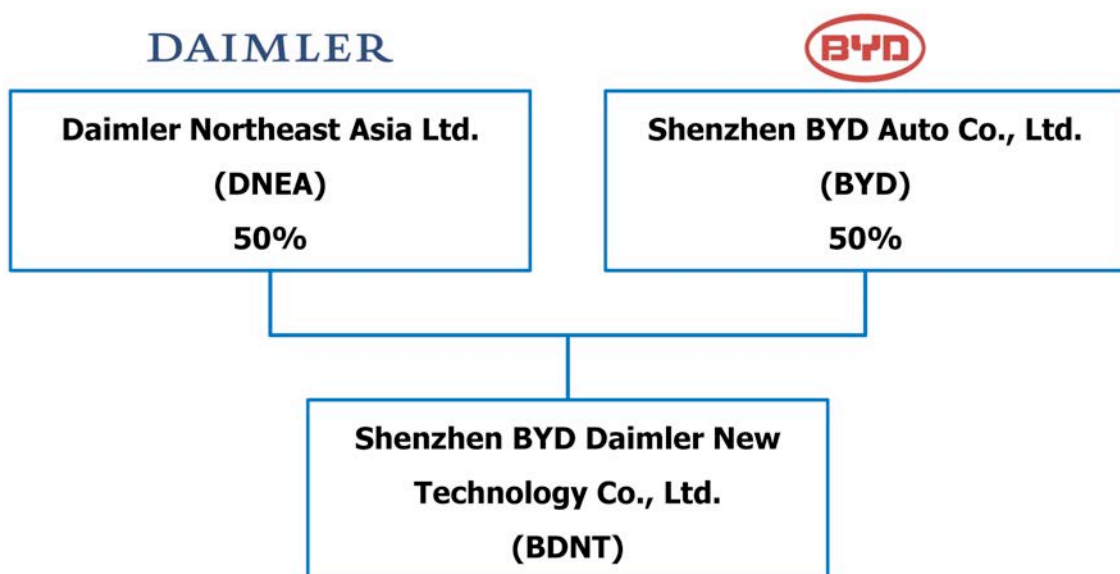 DAIMLER
BYD
Daimler Northeast Asia Ltd.
(DNEA)
50%
Shenzhen BYD Auto Co., Ltd.
(BYD)
50%
Shenzhen BYD Daimler New
Technology Co., Ltd.
(BDNT)